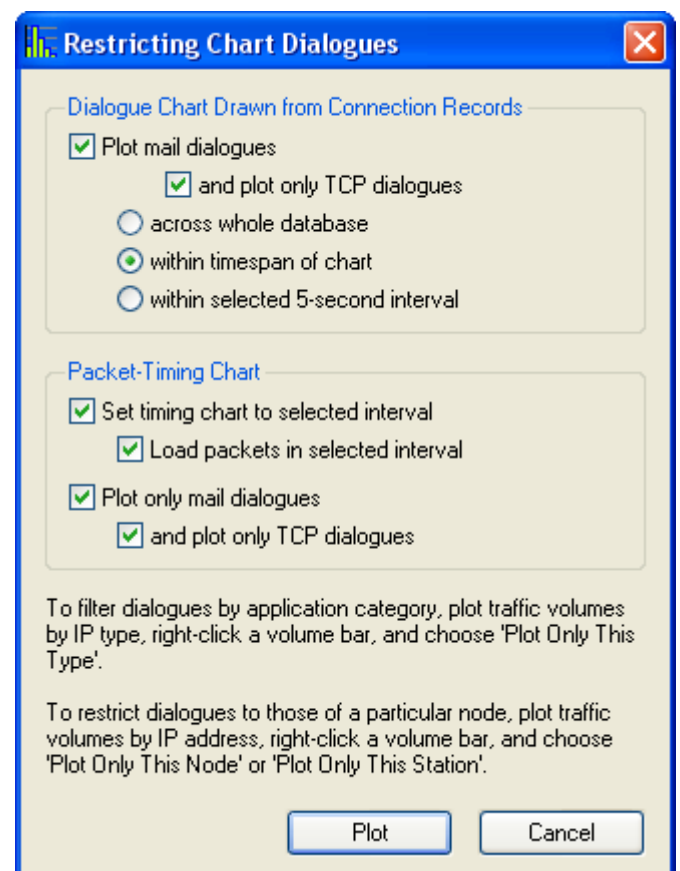 Restricting Chart Dialogues
Dialogue Chart Drawn from Connection Records
Plot mail dialogues
and plot only TCP dialogues
across whole database
within timespan of chart
within selected 5-second interval
Packet-Timing Chart
Set timing chart to selected interval
Load packets in selected interval
Plot only mail dialogues
and plot only TCP dialogues
To filter dialogues by application category, plot traffic volumes
by IP type, right-click a volume bar, and choose 'Plot Only This
Type'.
To restrict dialogues to those of a particular node, plot traffic
volumes by IP address, right-click a volume bar, and choose
'Plot Only This Node' or 'Plot Only This Station'.
Plot Cancel